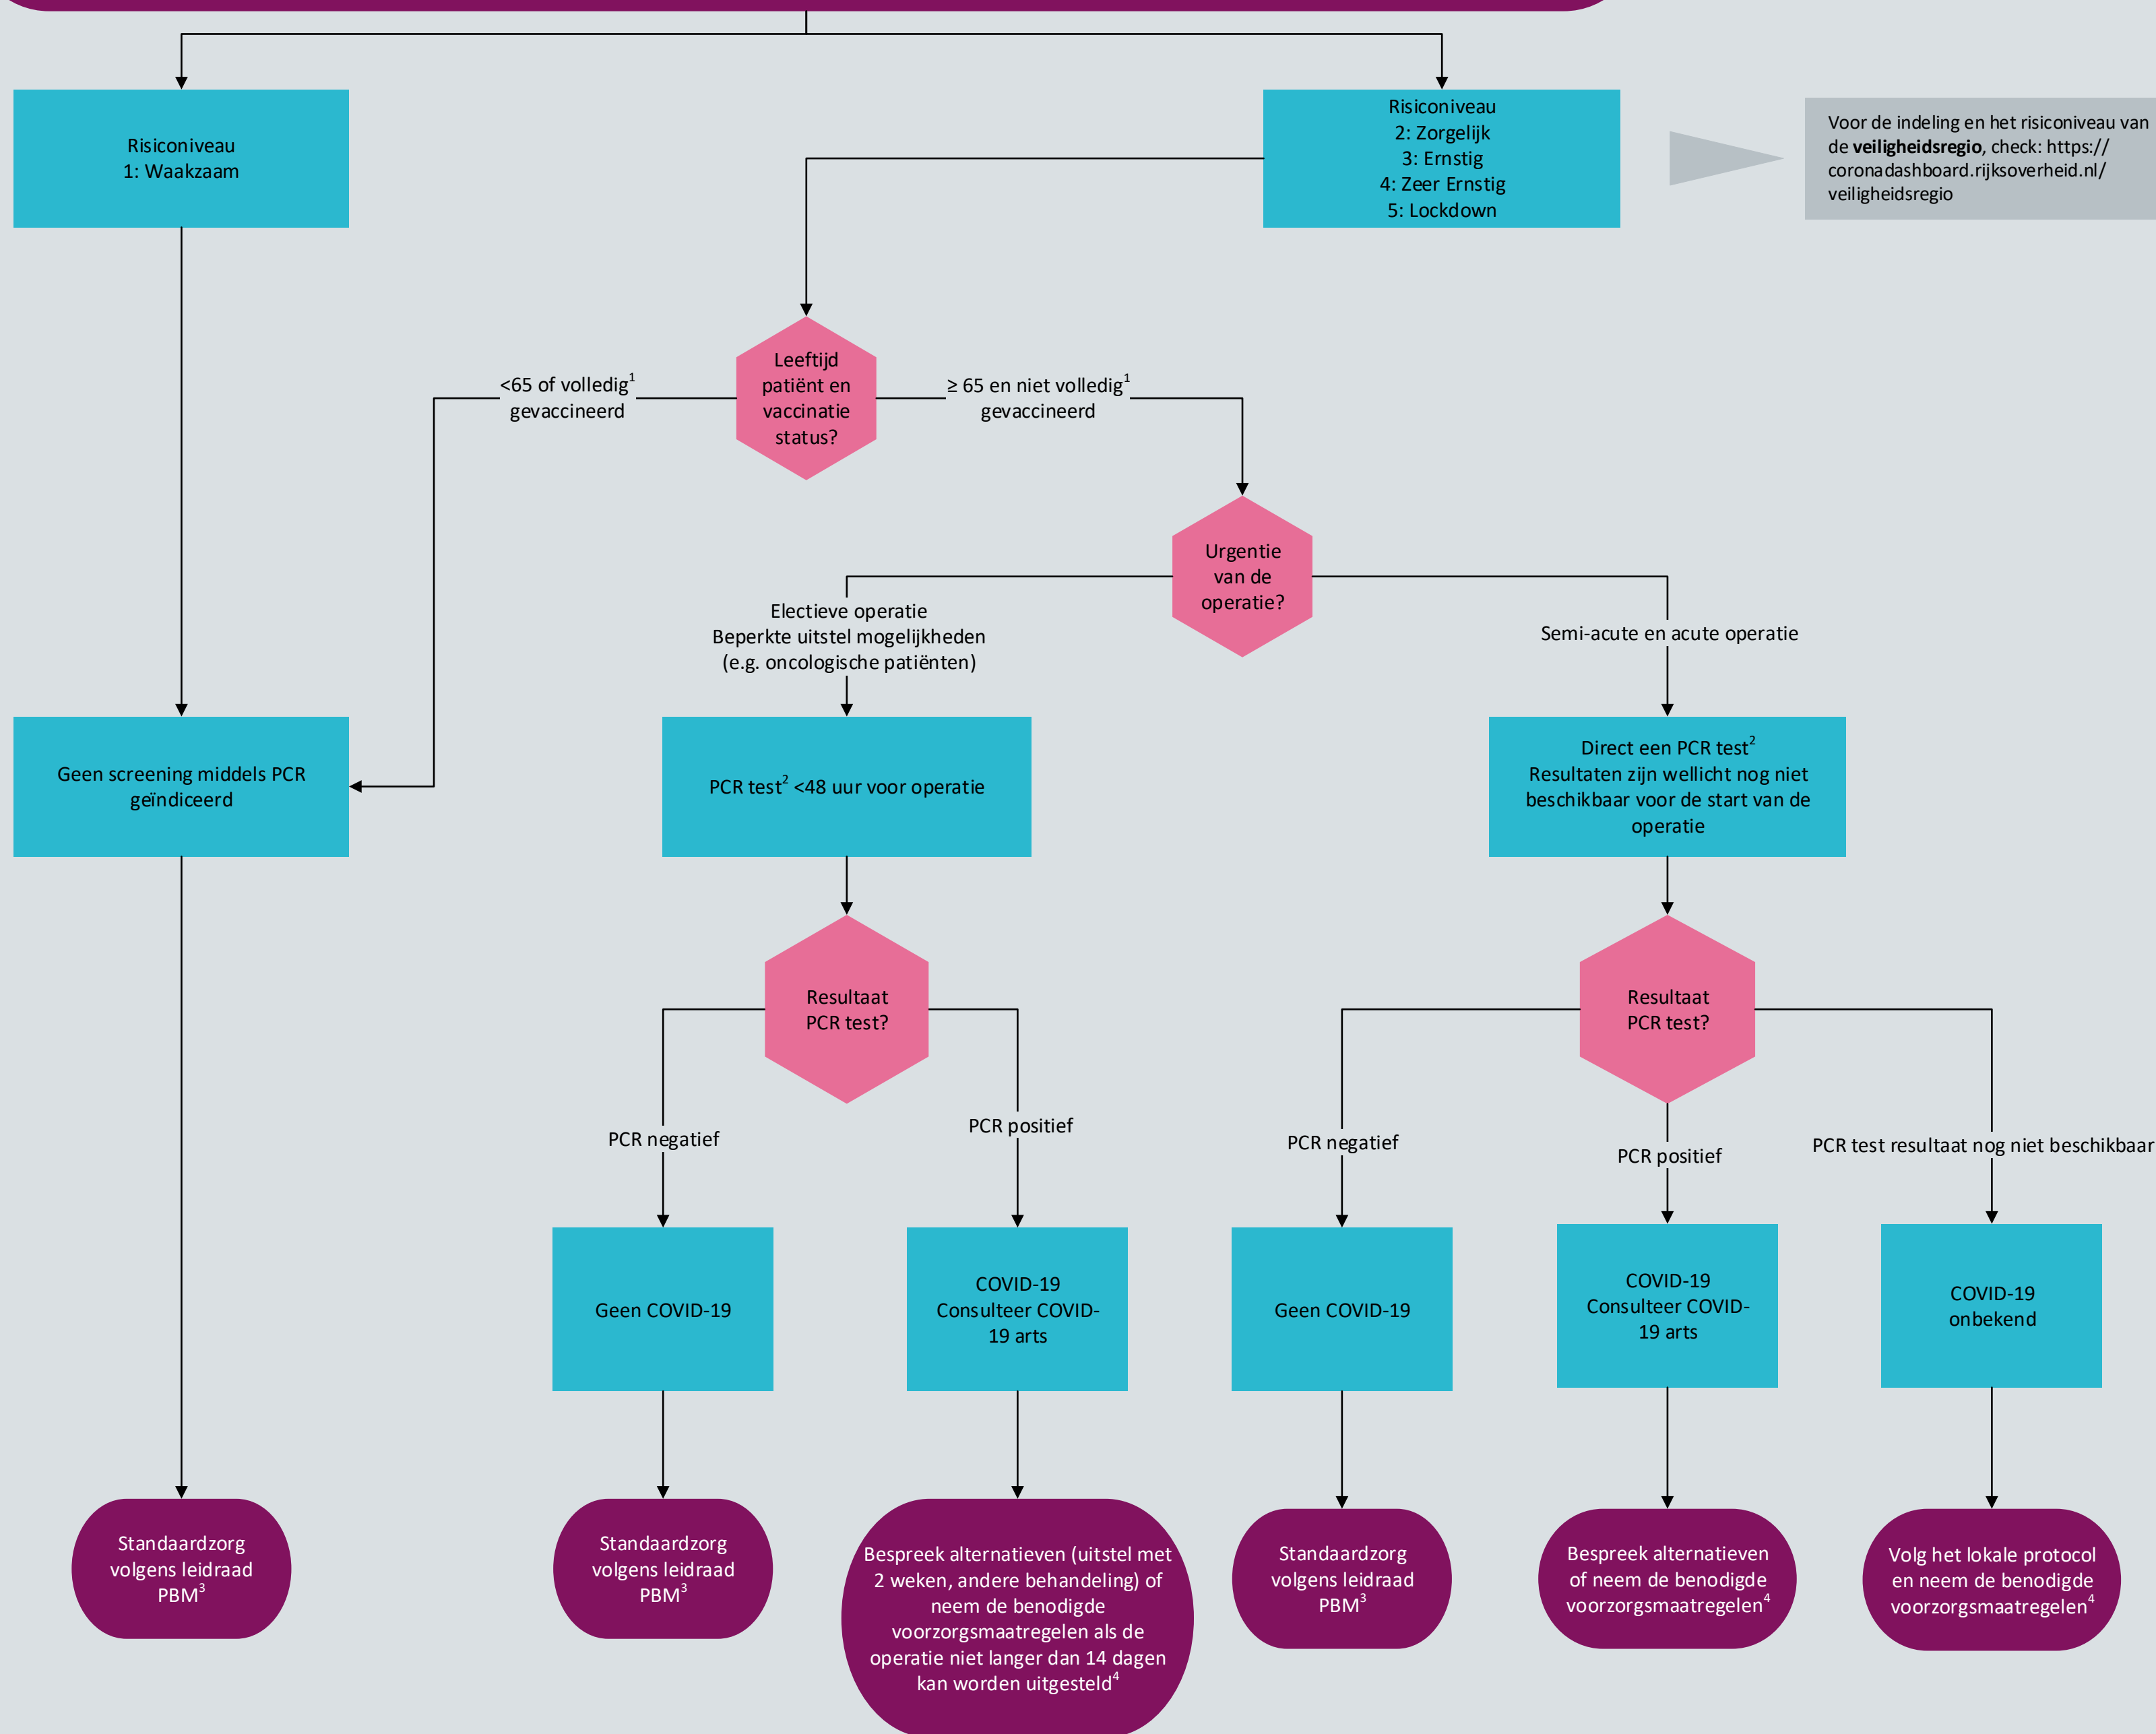 Risiconiveau
1: Waakzaam
Risiconiveau
2: Zorgelijk
3: Ernstig
4: Zeer Ernstig
5: Lockdown
Voor de indeling en het risiconiveau van
de veiligheidsregio, check: https://
coronadashboard.rijksoverheid.nl/
veiligheidsregio
Leeftijd
patiënt en
vaccinatie
status?
<65 of volledig¹
gevaccineerd
≥ 65 en niet volledig¹
gevaccineerd
Urgentie
van de
operatie?
Electieve operatie
Beperkte uitstel mogelijkheden
(e.g. oncologische patiënten)
Semi-acute en acute operatie
Geen screening middels PCR
geïndiceerd
PCR test² <48 uur voor operatie
Direct een PCR test²
Resultaten zijn wellicht nog niet
beschikbaar voor de start van de
operatie
Resultaat
PCR test?
Resultaat
PCR test?
PCR negatief
PCR positief
PCR negatief
PCR positief
PCR test resultaat nog niet beschikbaar
Geen COVID-19
COVID-19
Consulteer COVID-
19 arts
Geen COVID-19
COVID-19
Consulteer COVID-
19 arts
COVID-19
onbekend
Standaardzorg
volgens leidraad
PBM³
Standaardzorg
volgens leidraad
PBM³
Bespreek alternatieven (uitstel met
2 weken, andere behandeling) of
neem de benodigde
voorzorgsmaatregelen als de
operatie niet langer dan 14 dagen
kan worden uitgesteld⁴
Standaardzorg
volgens leidraad
PBM³
Bespreek alternatieven
of neem de benodigde
voorzorgsmaatregelen⁴
Volg het lokale protocol
en neem de benodigde
voorzorgsmaatregelen⁴